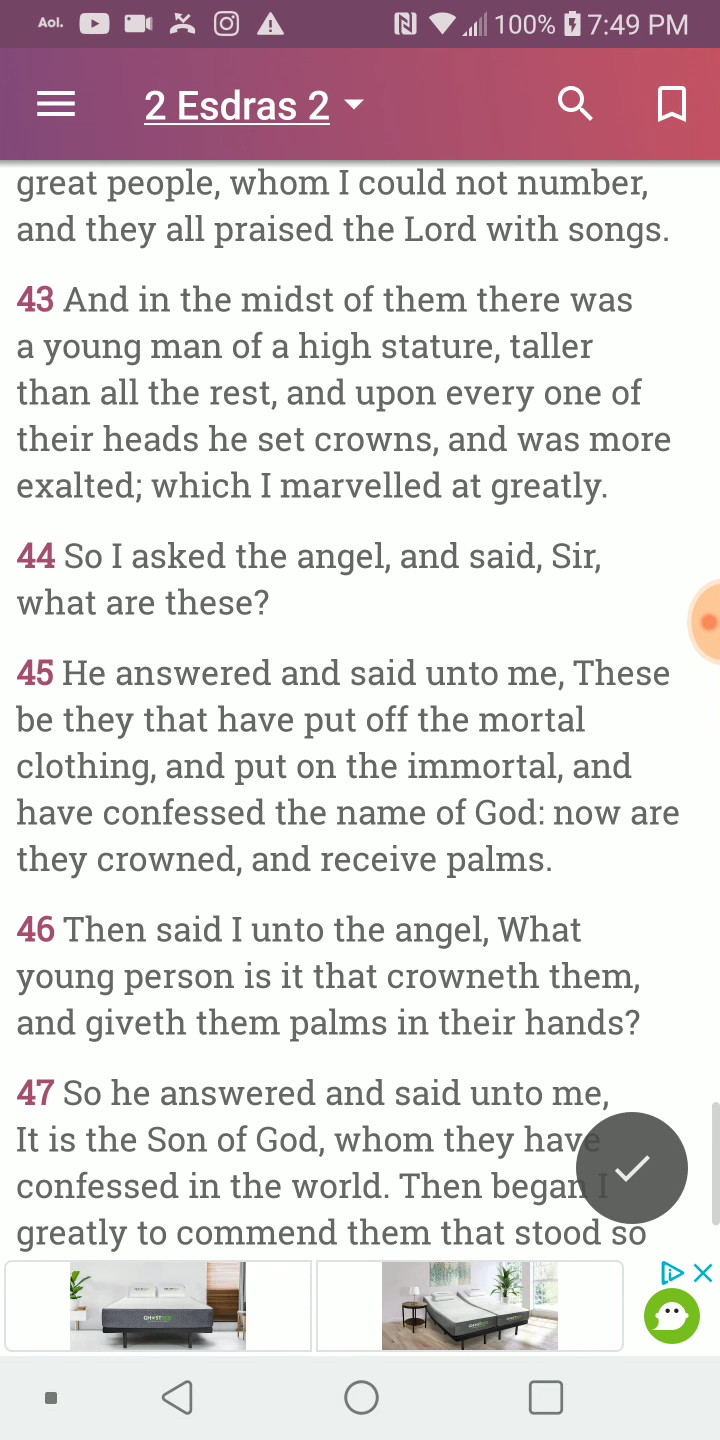 Aol. 100% 7:49 PM
2 Esdras 2
great people, whom I could not number,
and they all praised the Lord with songs.
43 And in the midst of them there was
a young man of a high stature, taller
than all the rest, and upon every one of
their heads he set crowns, and was more
exalted; which I marvelled at greatly.
44 So I asked the angel, and said, Sir,
what are these?
45 He answered and said unto me, These
be they that have put off the mortal
clothing, and put on the immortal, and
have confessed the name of God: now are
they crowned, and receive palms.
46 Then said I unto the angel, What
young person is it that crowneth them,
and giveth them palms in their hands?
47 So he answered and said unto me,
It is the Son of God, whom they have
confessed in the world. Then began I
greatly to commend them that stood so